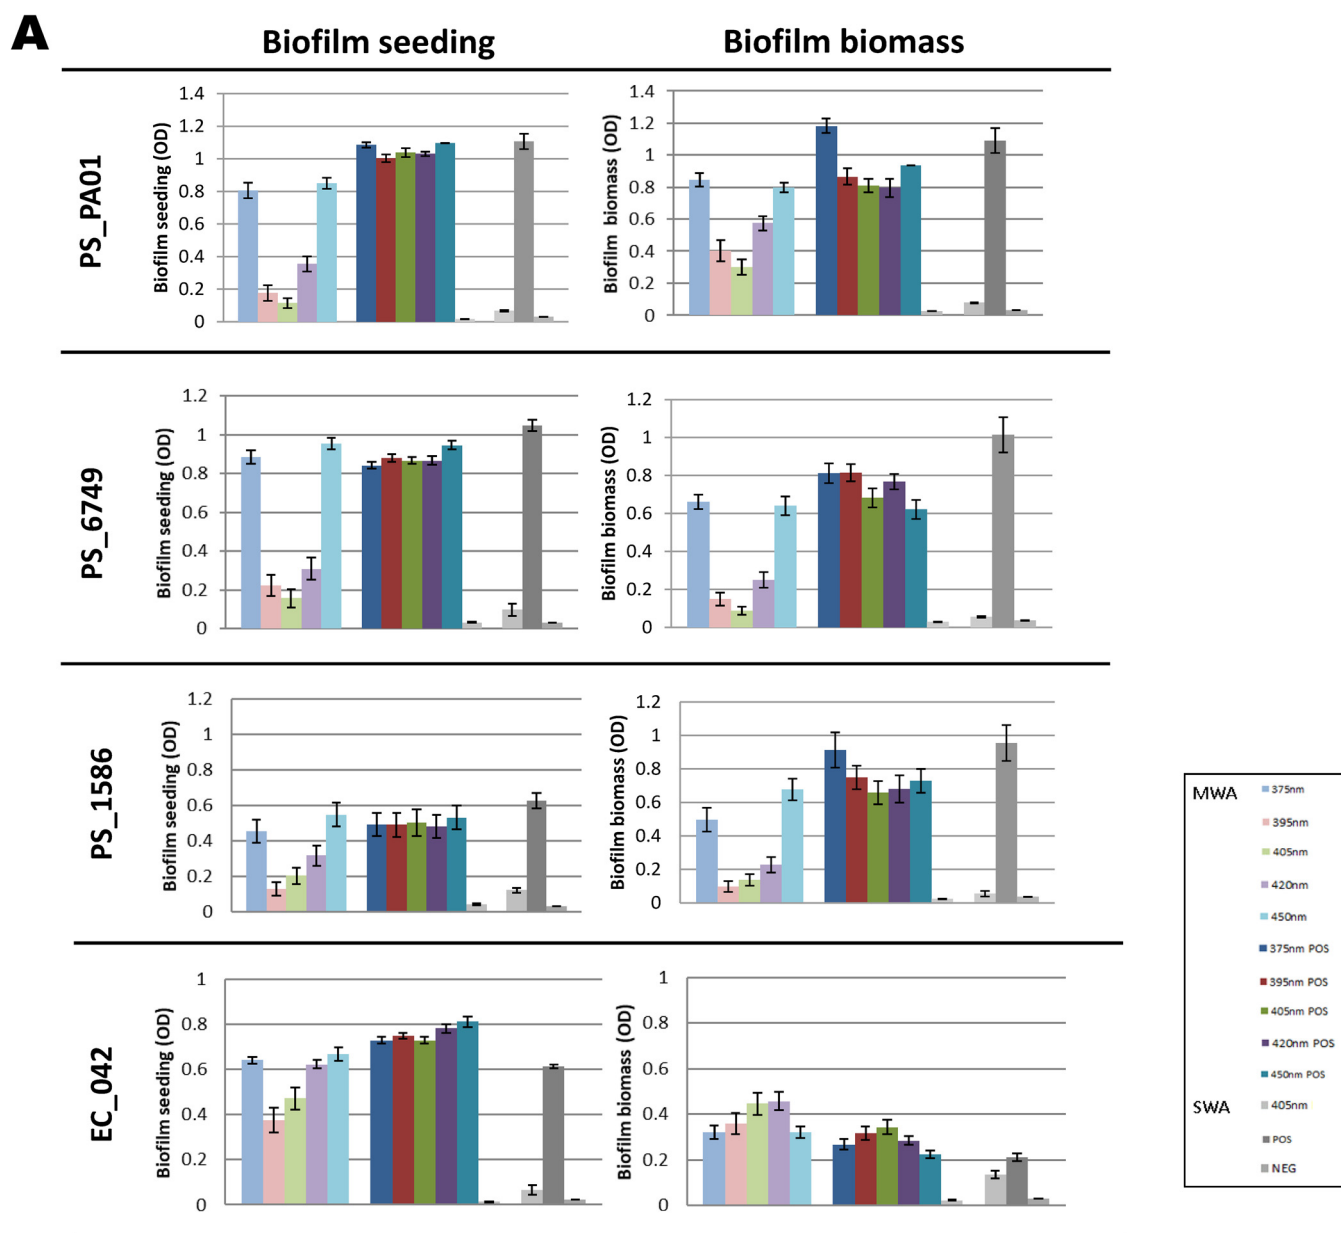 A
Biofilm seeding
Biofilm biomass
PS_PA01
Biofilm seeding (OD)
1.4
1.2
1
0.8
0.6
0.4
0.2
0
Biofilm biomass (OD)
1.4
1.2
1
0.8
0.6
0.4
0.2
0
PS_6749
Biofilm seeding (OD)
1.2
1
0.8
0.6
0.4
0.2
0
Biofilm biomass (OD)
1.2
1
0.8
0.6
0.4
0.2
0
PS_1586
Biofilm seeding (OD)
1.2
1
0.8
0.6
0.4
0.2
0
Biofilm biomass (OD)
1.2
1
0.8
0.6
0.4
0.2
0
EC_042
Biofilm seeding (OD)
1
0.8
0.6
0.4
0.2
0
Biofilm biomass (OD)
1
0.8
0.6
0.4
0.2
0
MWA
375nm
395nm
405nm
420nm
450nm
375nm POS
395nm POS
405nm POS
420nm POS
450nm POS
SWA
405nm
POS
NEG